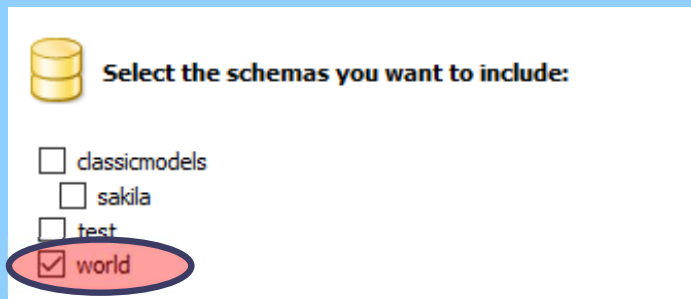 Select the schemas you want to include:
classicmodels
sakila
test
world